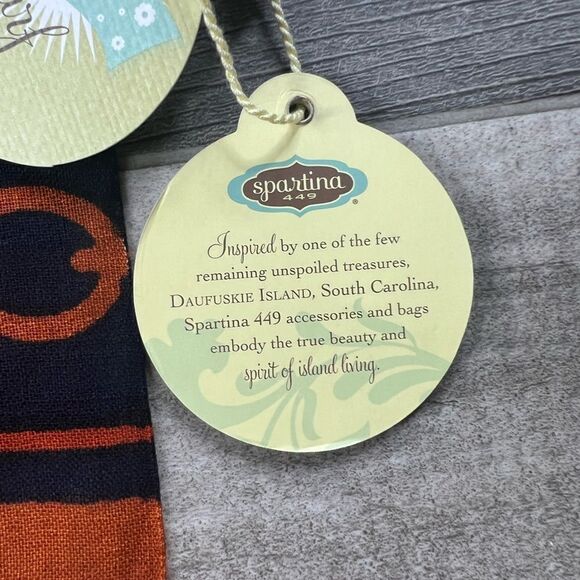 spartina
449
®
Inspired by one of the few
remaining unspoiled treasures,
DAUFUSKIE ISLAND, South Carolina,
Spartina 449 accessories and bags
embody the true beauty and
spirit of island living.